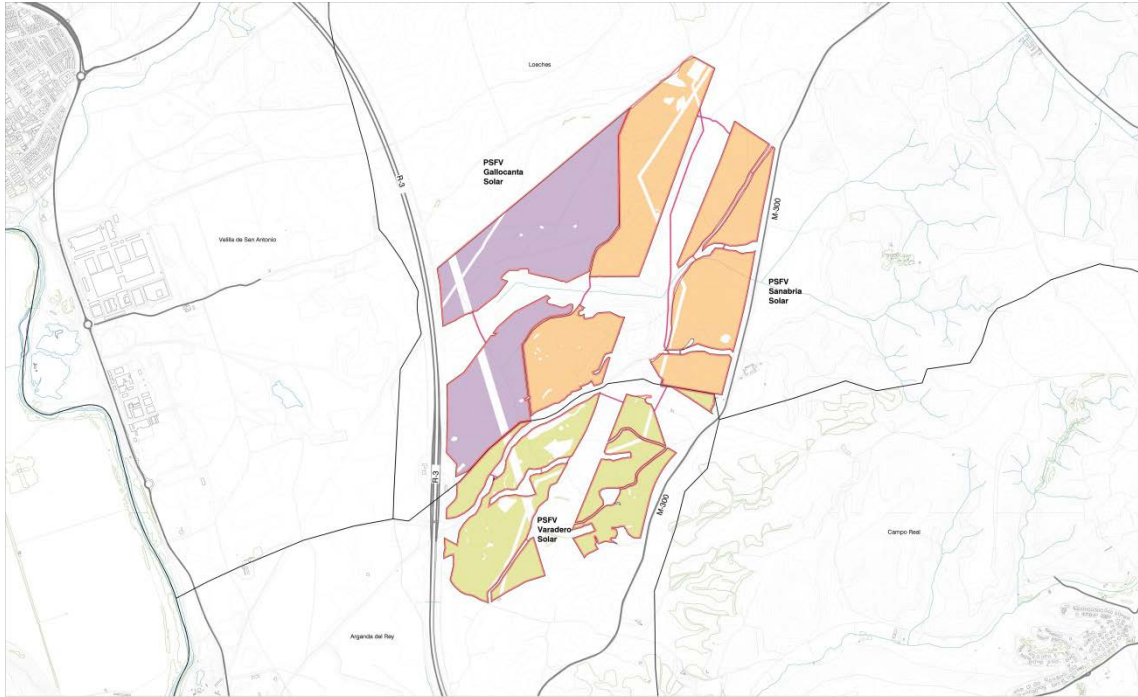 Loeches
R-3
PSFV
Gallocanta
Solar
M-300
Velilla de San Antonio
PSFV
Sanabria
Solar
R-3
M-300
PSFV
Varadero
Solar
Campo Real
Arganda del Rey